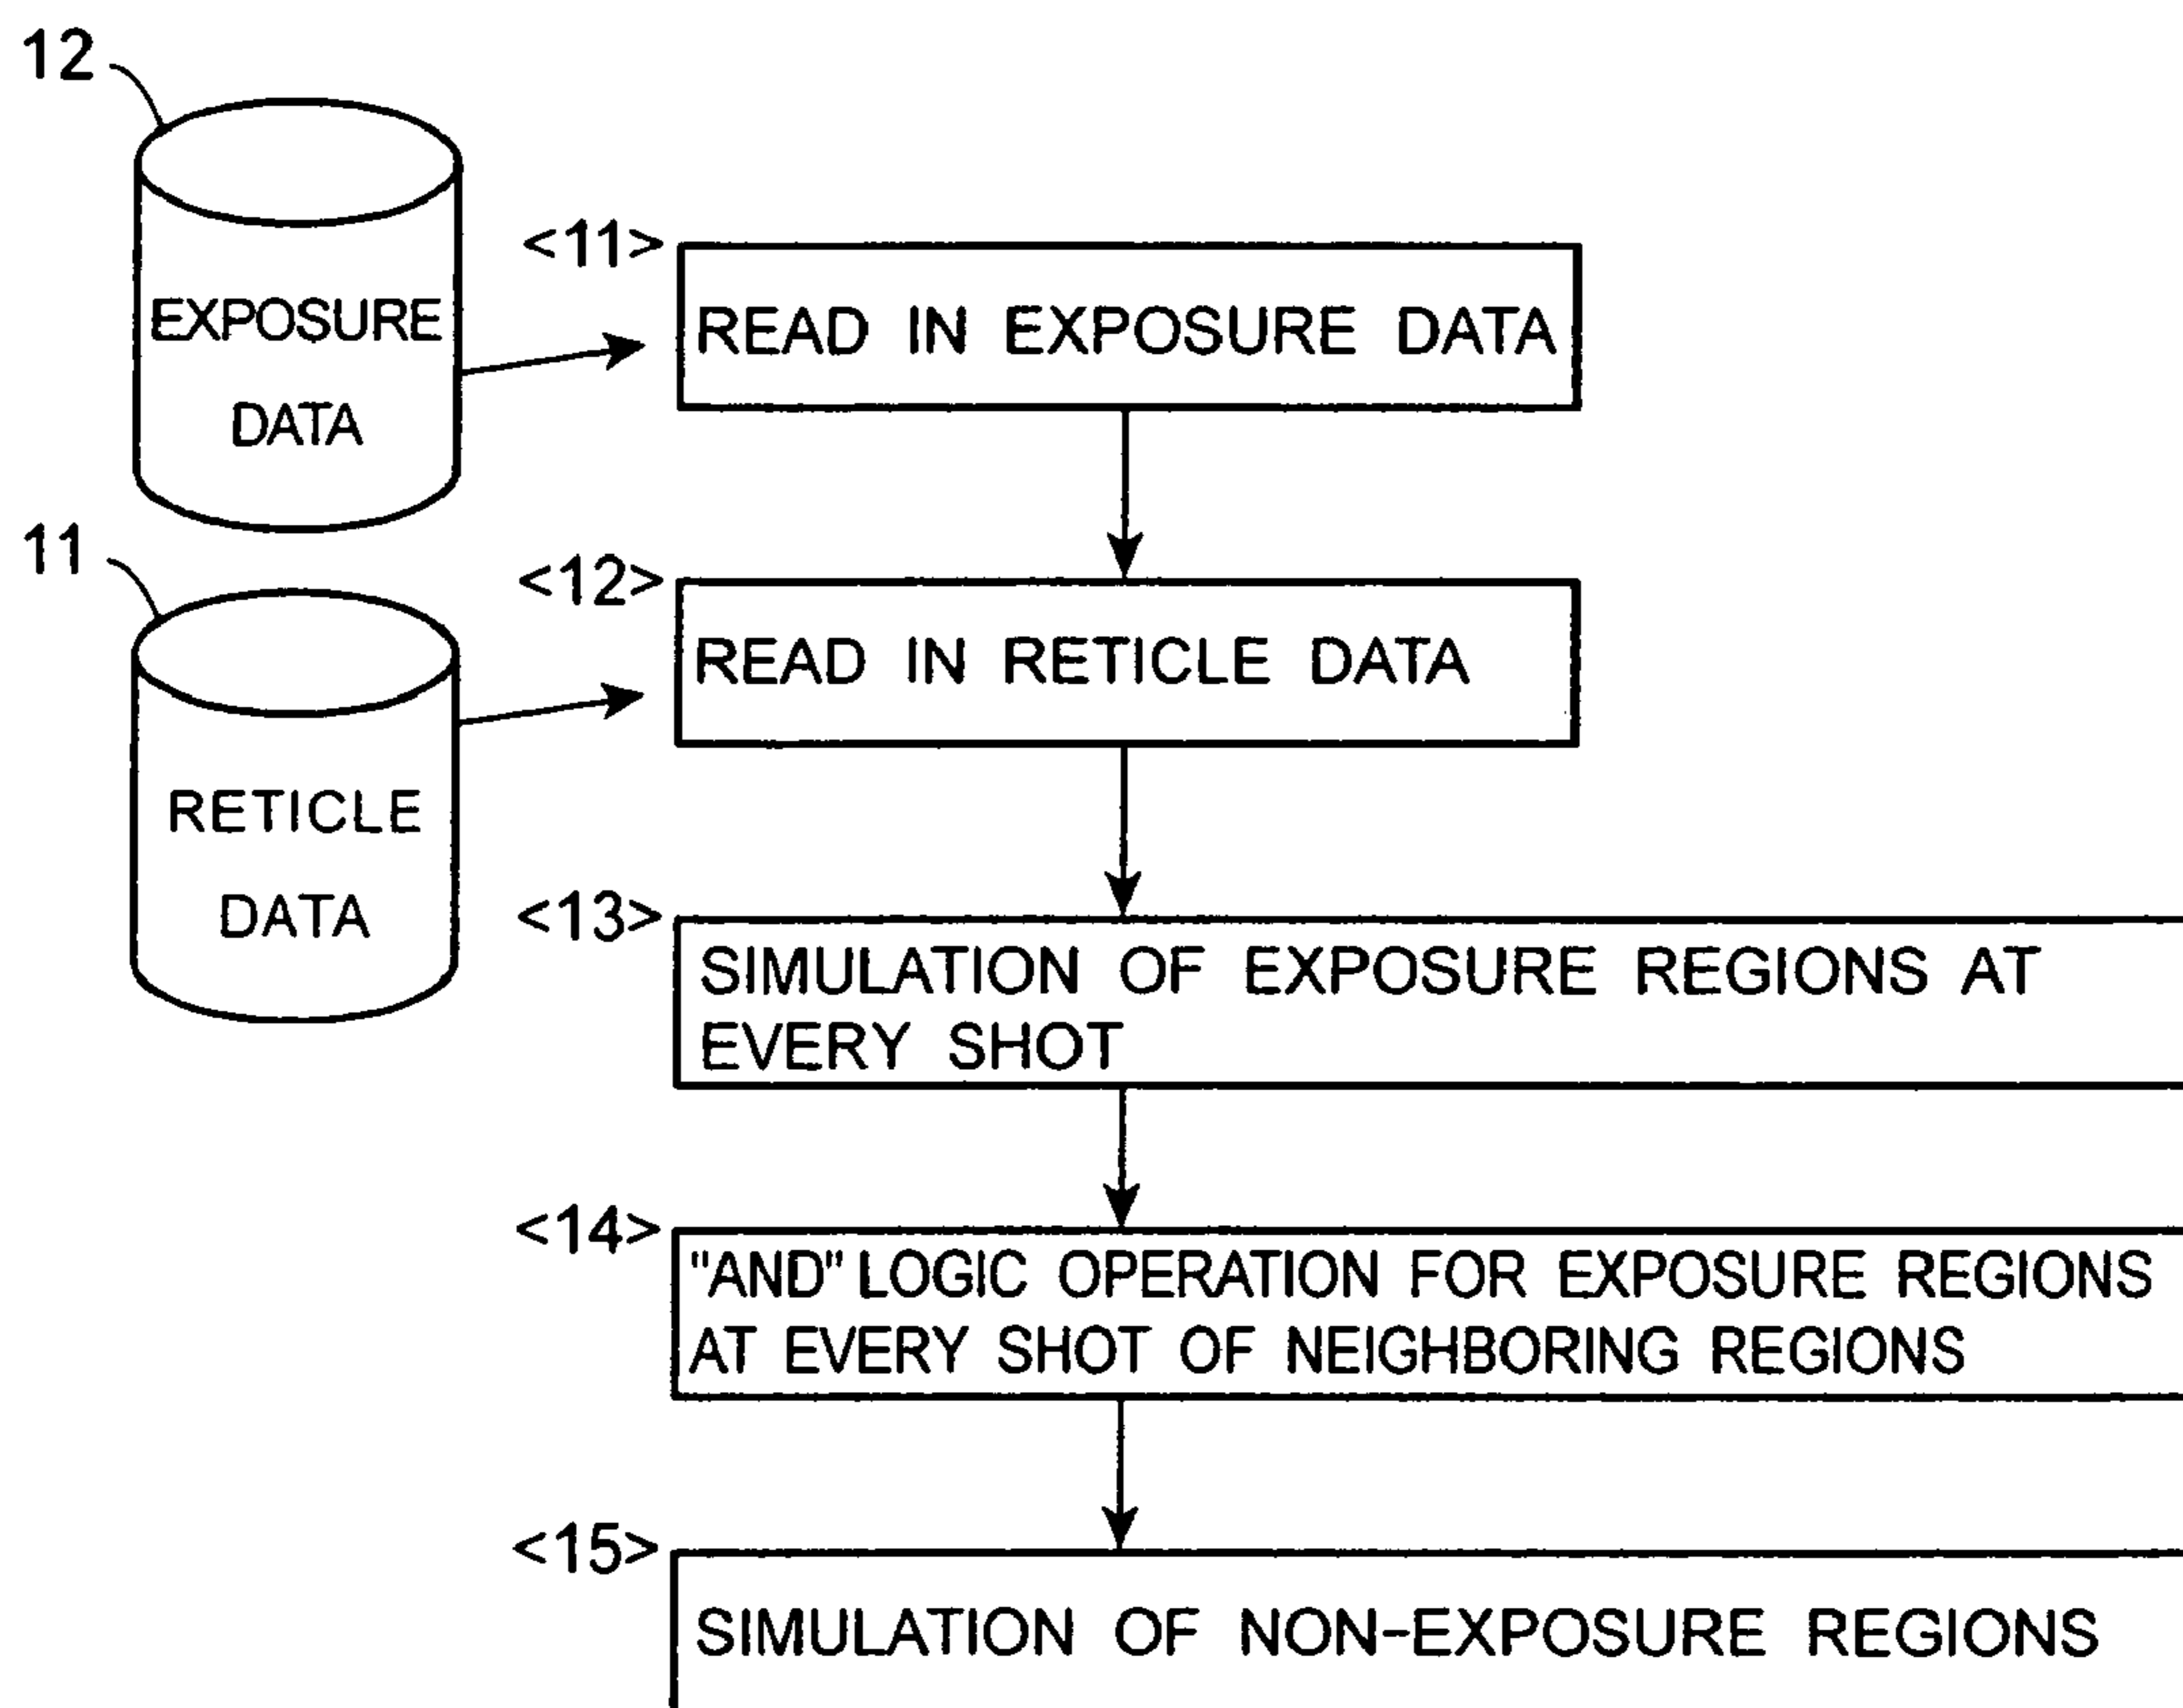 12
EXPOSURE
DATA
<11>
READ IN EXPOSURE DATA
11
RETICLE
DATA
<12>
READ IN RETICLE DATA
<13>
SIMULATION OF EXPOSURE REGIONS AT
EVERY SHOT
<14>
"AND" LOGIC OPERATION FOR EXPOSURE REGIONS
AT EVERY SHOT OF NEIGHBORING REGIONS
<15>
SIMULATION OF NON-EXPOSURE REGIONS